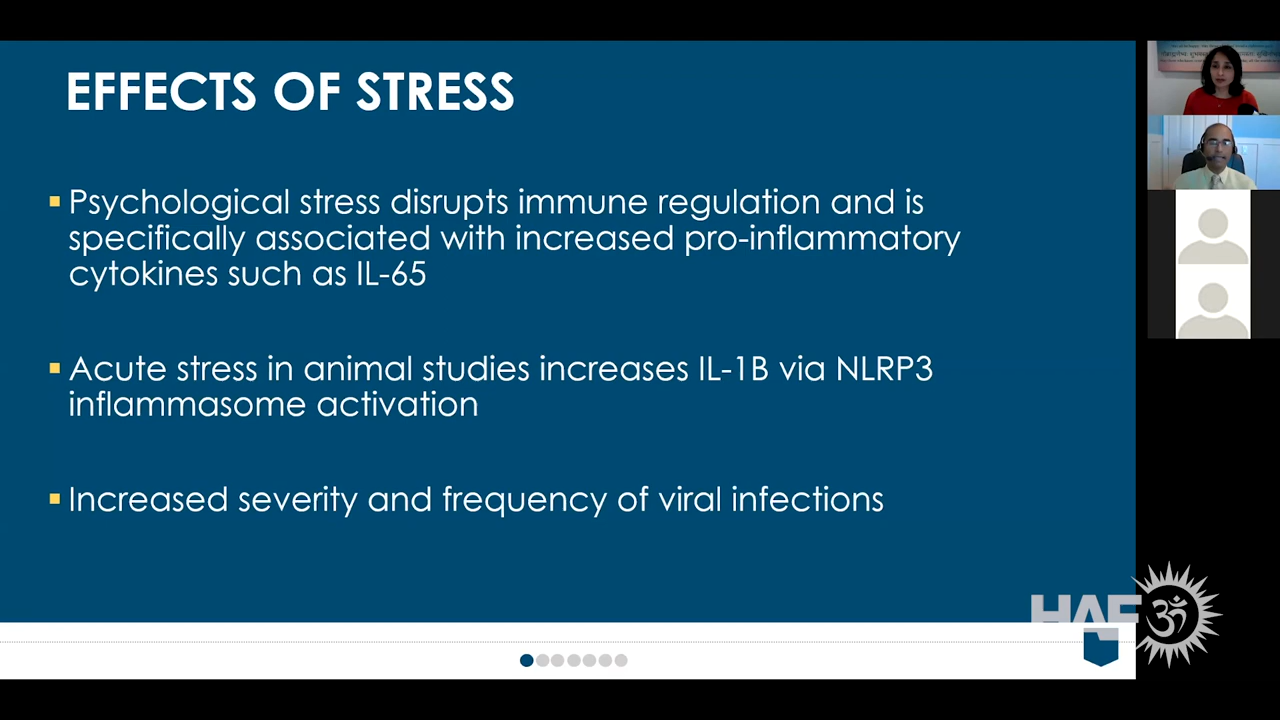 EFFECTS OF STRESS
Psychological stress disrupts immune regulation and is
specifically associated with increased pro-inflammatory
cytokines such as IL-65
Acute stress in animal studies increases IL-1B via NLRP3
inflammasome activation
Increased severity and frequency of viral infections
HAF
ॐ